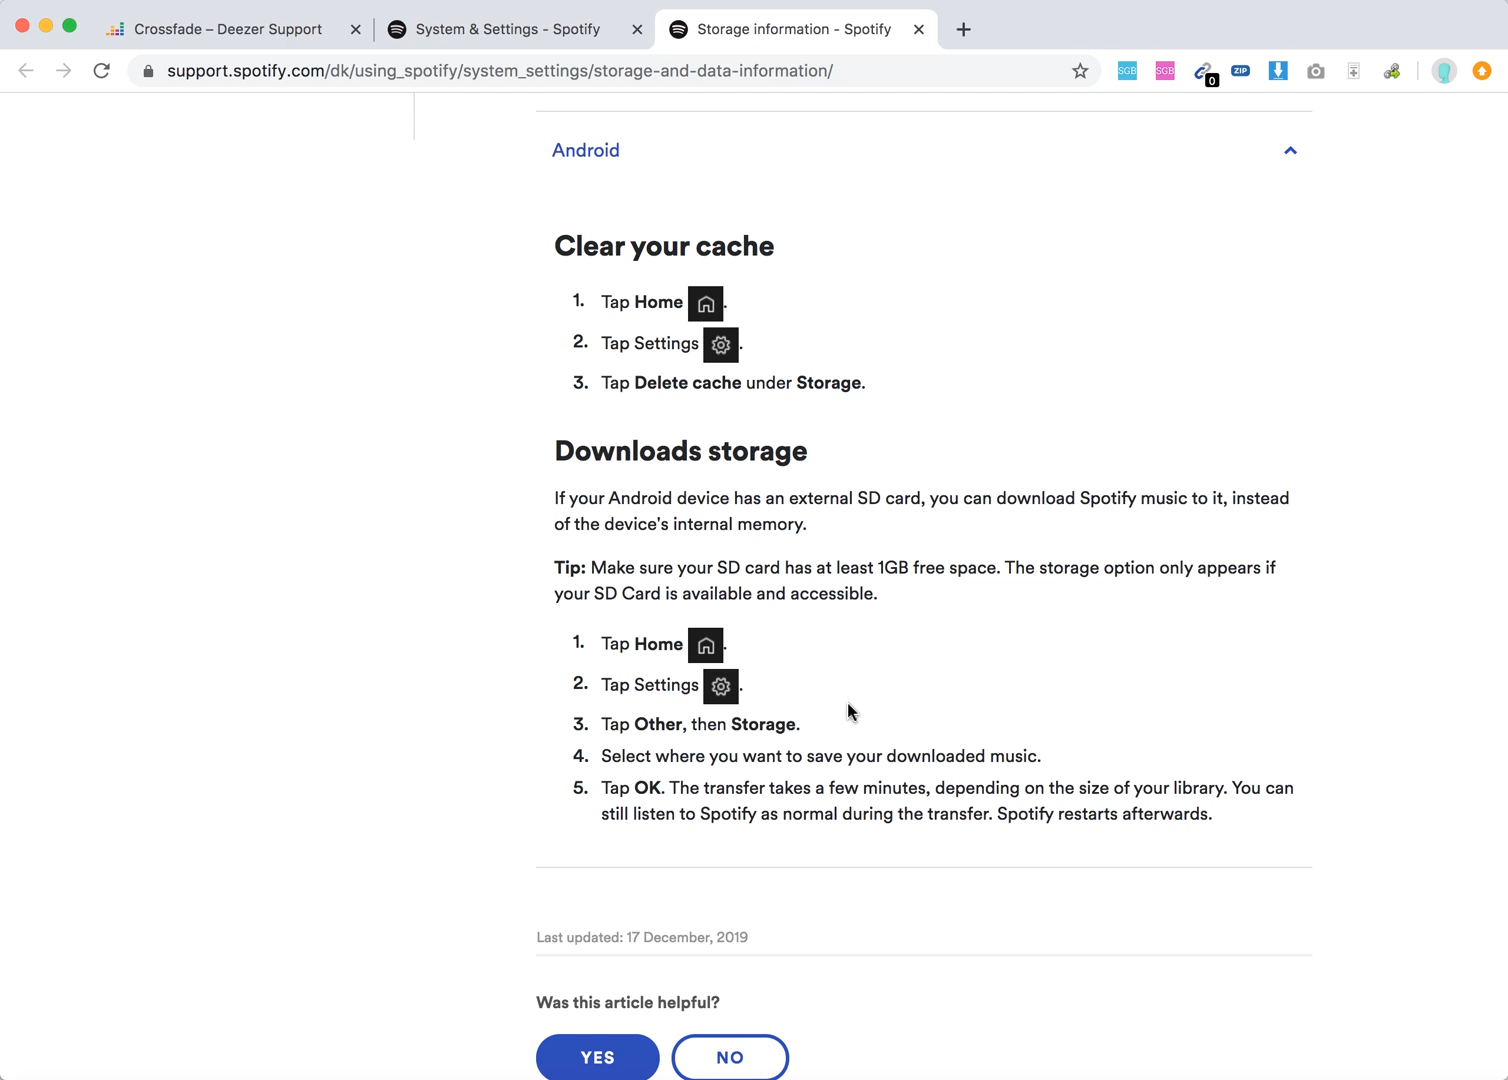 Crossfade – Deezer Support
System & Settings - Spotify
Storage information - Spotify
support.spotify.com/dk/using_spotify/system_settings/storage-and-data-information/
SGB
SGB
0
ZIP
Android
Clear your cache
1. Tap Home .
2. Tap Settings .
3. Tap Delete cache under Storage.
Downloads storage
If your Android device has an external SD card, you can download Spotify music to it, instead
of the device's internal memory.
Tip: Make sure your SD card has at least 1GB free space. The storage option only appears if
your SD Card is available and accessible.
1. Tap Home .
2. Tap Settings .
3. Tap Other, then Storage.
4. Select where you want to save your downloaded music.
5. Tap OK. The transfer takes a few minutes, depending on the size of your library. You can
still listen to Spotify as normal during the transfer. Spotify restarts afterwards.
Last updated: 17 December, 2019
Was this article helpful?
YES
NO